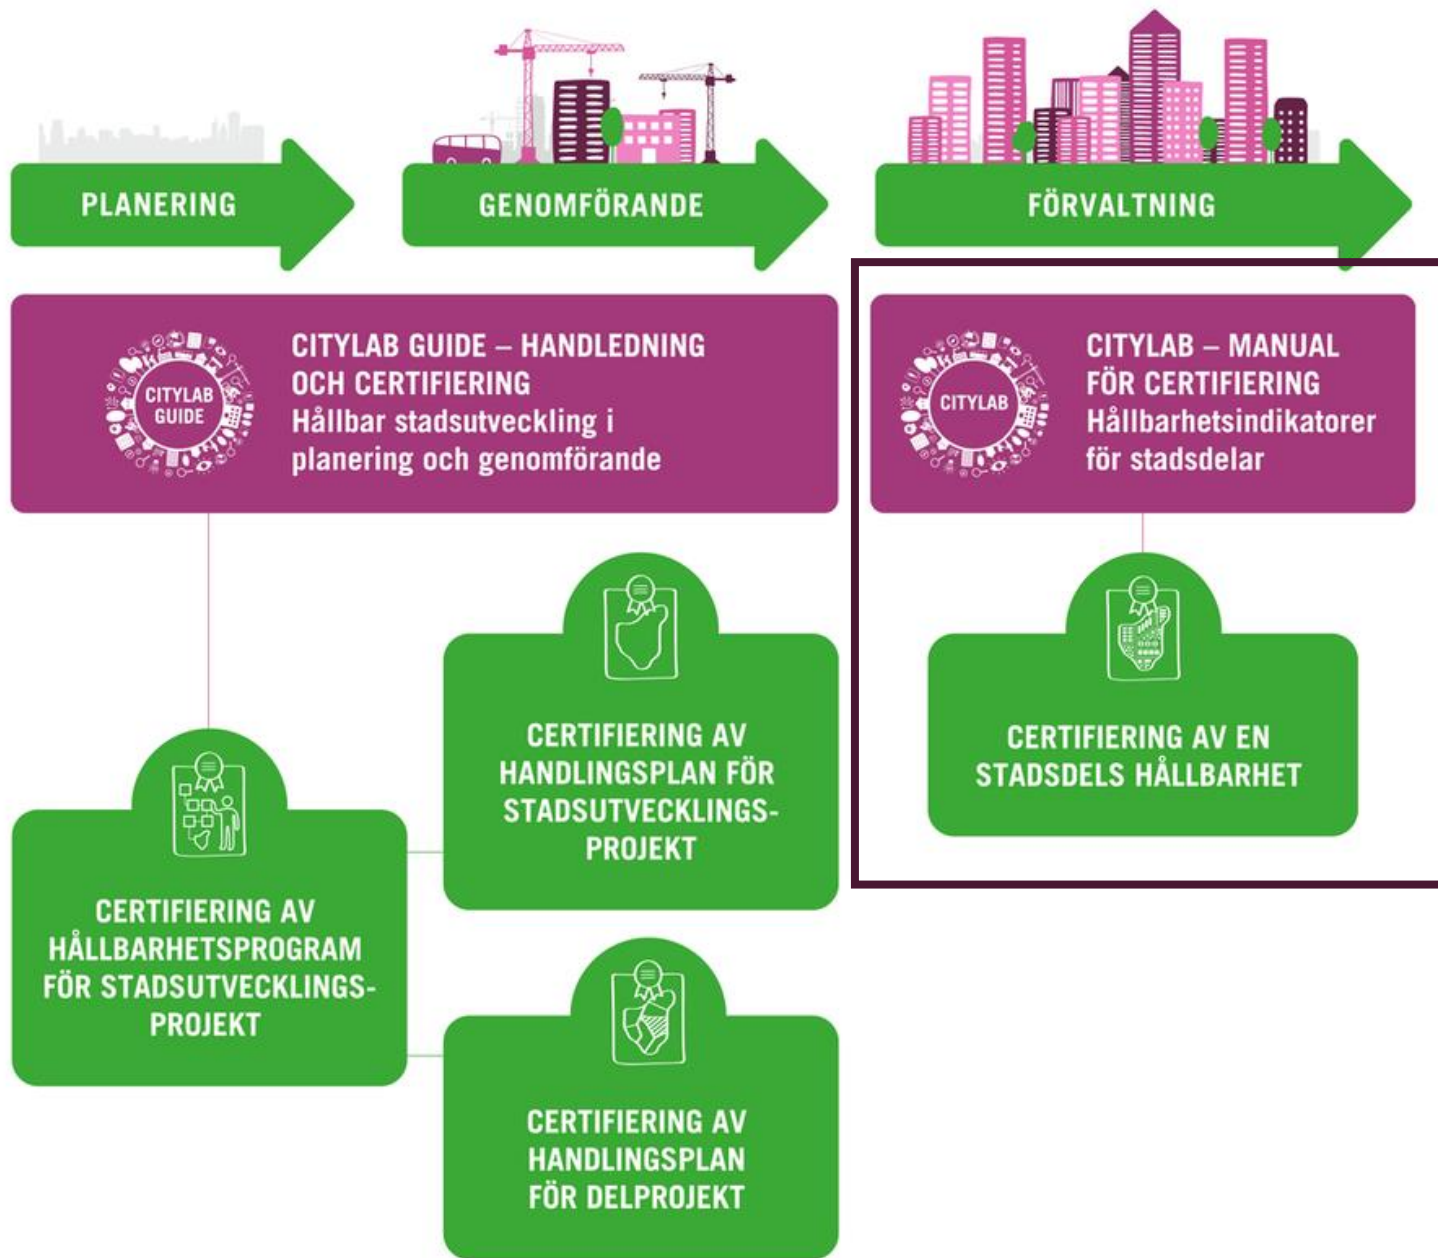 PLANERING
GENOMFÖRANDE
FÖRVALTNING
CITYLAB
GUIDE
CITYLAB GUIDE – HANDLEDNING
OCH CERTIFIERING
Hållbar stadsutveckling i
planering och genomförande
CITYLAB
CITYLAB – MANUAL
FÖR CERTIFIERING
Hållbarhetsindikatorer
för stadsdelar
CERTIFIERING AV
HÅLLBARHETSPROGRAM
FÖR STADSUTVECKLINGS-
PROJEKT
CERTIFIERING AV
HANDLINGSPLAN FÖR
STADSUTVECKLINGS-
PROJEKT
CERTIFIERING AV
HANDLINGSPLAN
FÖR DELPROJEKT
CERTIFIERING AV EN
STADSDELS HÅLLBARHET